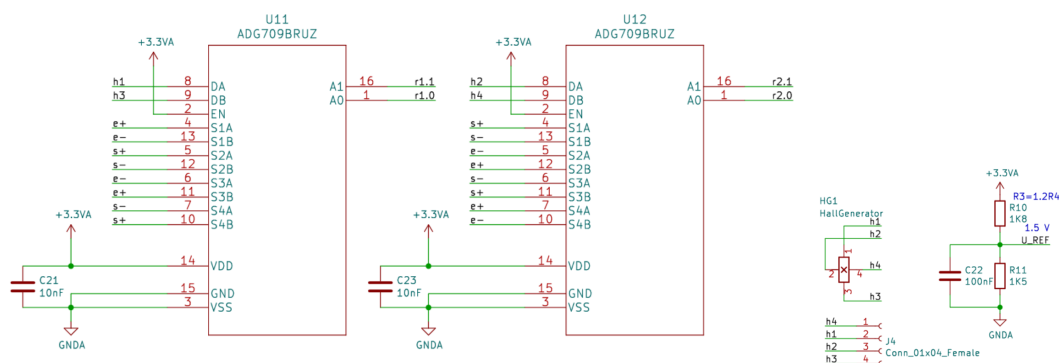 U11
ADG709BRUZ
+3.3VA
h1 8 DA A1 16 r1.1
h3 9 DB A0 1 r1.0
2 EN
e+ 4 S1A
e- 13 S1B
s+ 5 S2A
s- 12 S2B
e- 6 S3A
e+ 11 S3B
s- 7 S4A
s+ 10 S4B
+3.3VA
14 VDD
C21
10nF
15 GND
3 VSS
GNDA
U12
ADG709BRUZ
+3.3VA
h2 8 DA A1 16 r2.1
h4 9 DB A0 1 r2.0
2 EN
s+ 4 S1A
s- 13 S1B
e- 5 S2A
e+ 12 S2B
s- 6 S3A
s+ 11 S3B
e+ 7 S4A
e- 10 S4B
+3.3VA
14 VDD
C23
10nF
15 GND
3 VSS
GNDA
HG1
HallGenerator
h1
h2
1
2 4 h4
3
h3
h4 1
h1 2 J4
h2 3 Conn_01x04_Female
h3 4
+3.3VA
R3=1.2R4
R10
1K8
1.5 V
U_REF
C22
100nF
R11
1K5
GNDA